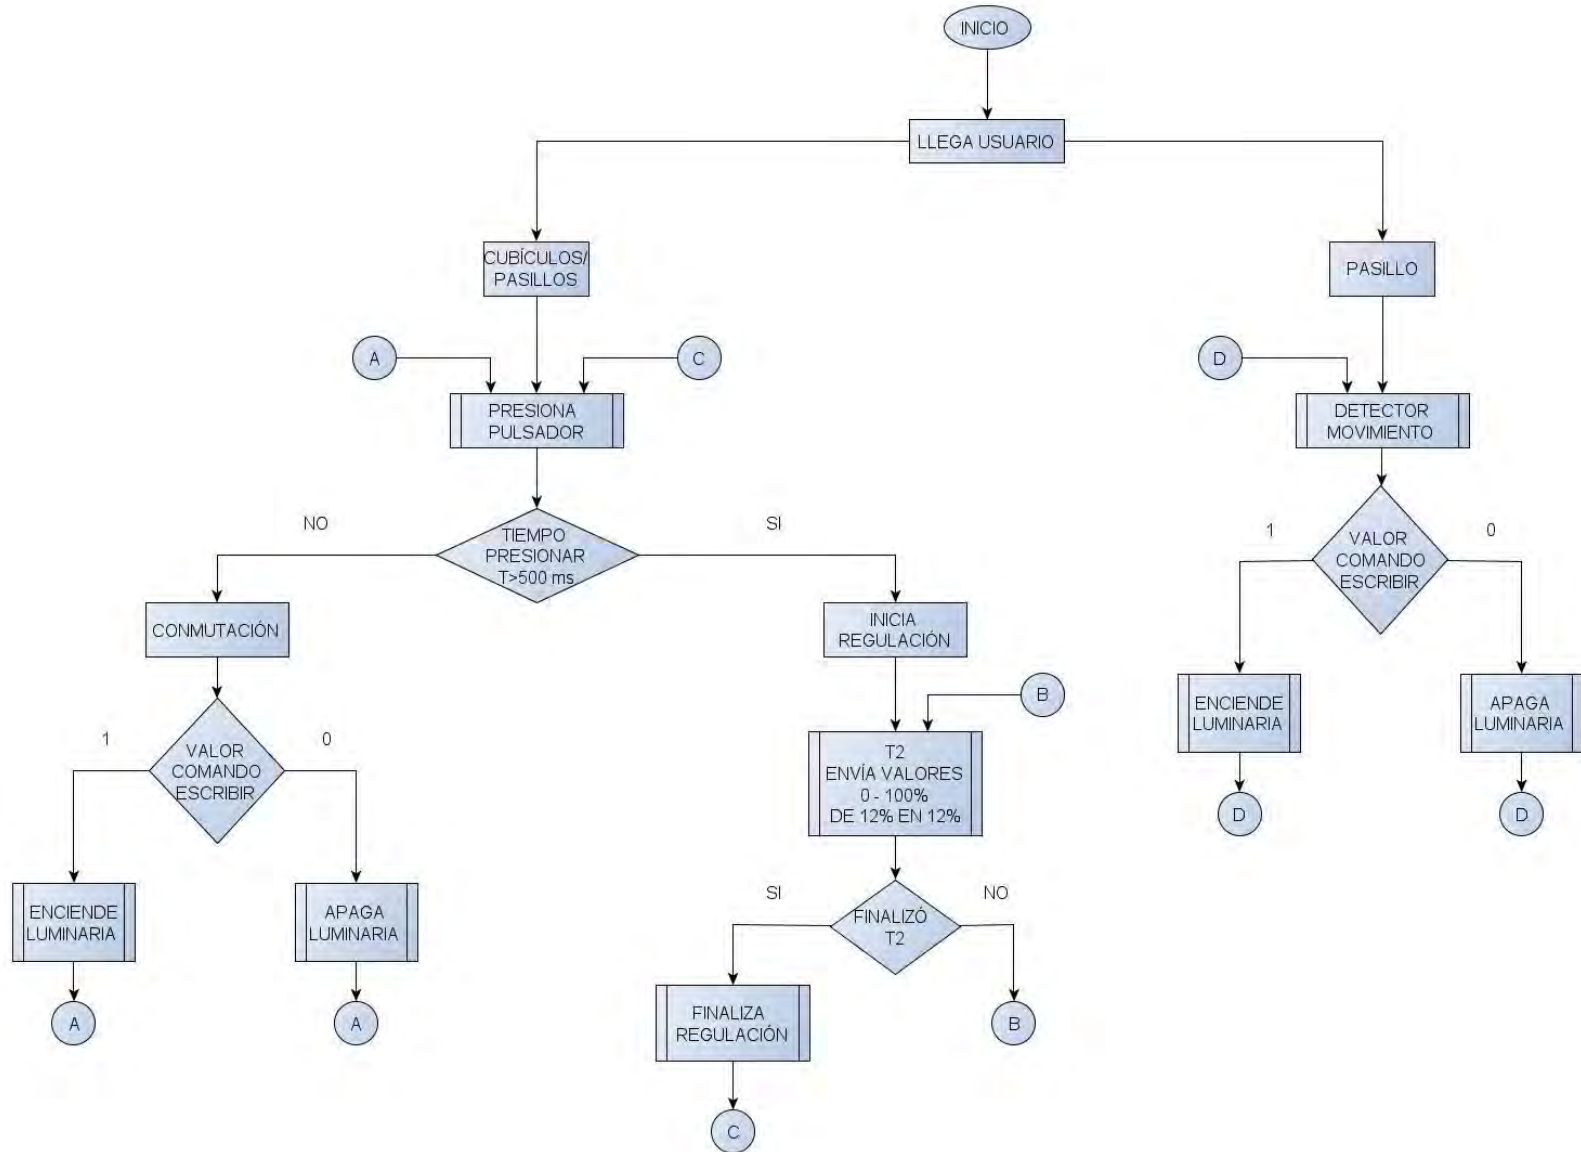 INICIO
LLEGA USUARIO
CUBÍCULOS/
PASILLOS
PASILLO
A
C
D
PRESIONA
PULSADOR
DETECTOR
MOVIMIENTO
NO
TIEMPO
PRESIONAR
T>500 ms
SI
1
VALOR
COMANDO
ESCRIBIR
0
CONMUTACIÓN
INICIA
REGULACIÓN
B
ENCIENDE
LUMINARIA
APAGA
LUMINARIA
1
VALOR
COMANDO
ESCRIBIR
0
T2
ENVÍA VALORES
0 - 100%
DE 12% EN 12%
D
D
ENCIENDE
LUMINARIA
APAGA
LUMINARIA
SI
FINALIZÓ
T2
NO
A
A
FINALIZA
REGULACIÓN
B
C